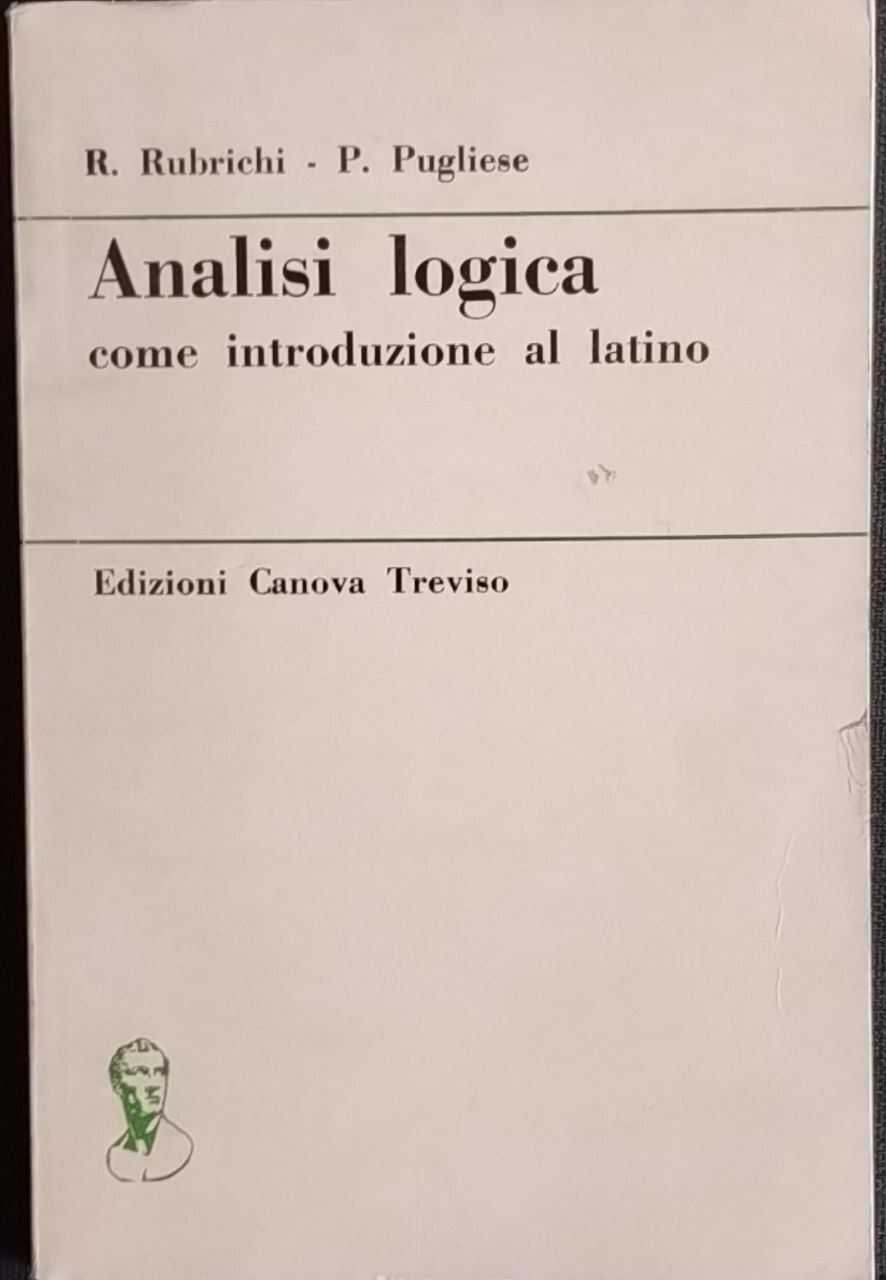 R. Rubrichi - P. Pugliese
Analisi logica
come introduzione al latino
Edizioni Canova Treviso